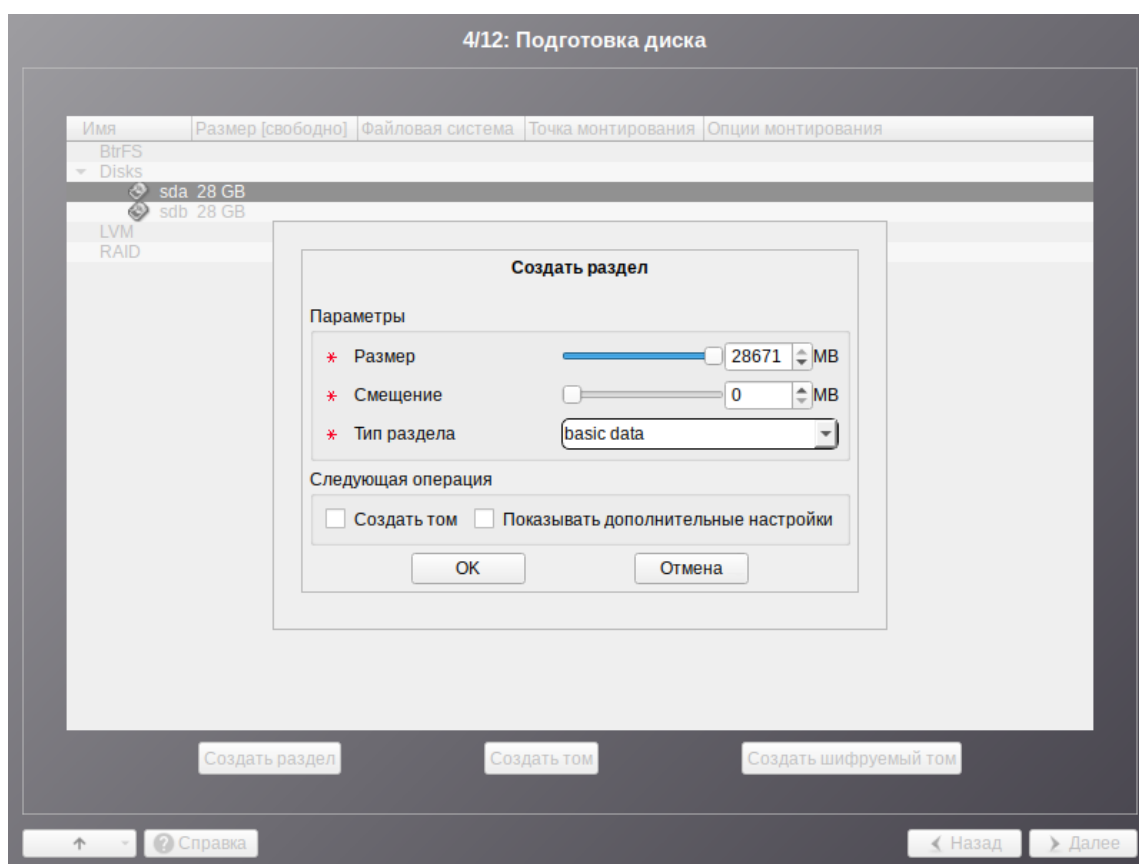 4/12: Подготовка диска
Имя Размер [свободно] Файловая система Точка монтирования Опции монтирования
BtrFS
Disks
sda 28 GB
sdb 28 GB
LVM
RAID
Создать раздел
Параметры
* Размер 28671 MB
* Смещение 0 MB
* Тип раздела basic data
Следующая операция
Создать том Показывать дополнительные настройки
OK Отмена
Создать раздел Создать том Создать шифруемый том
Справка Назад Далее